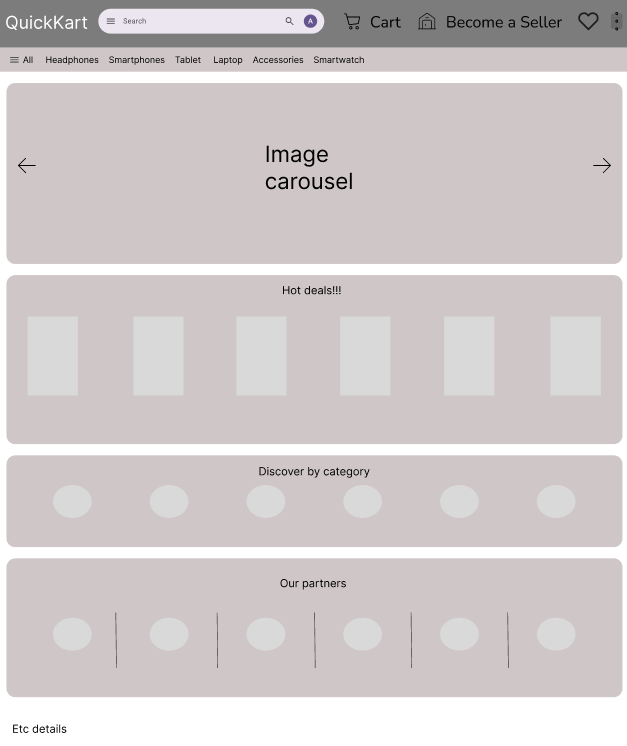 QuickKart
Search
A
Cart
Become a Seller
All Headphones Smartphones Tablet Laptop Accessories Smartwatch
Image
carousel
Hot deals!!!
Discover by category
Our partners
Etc details